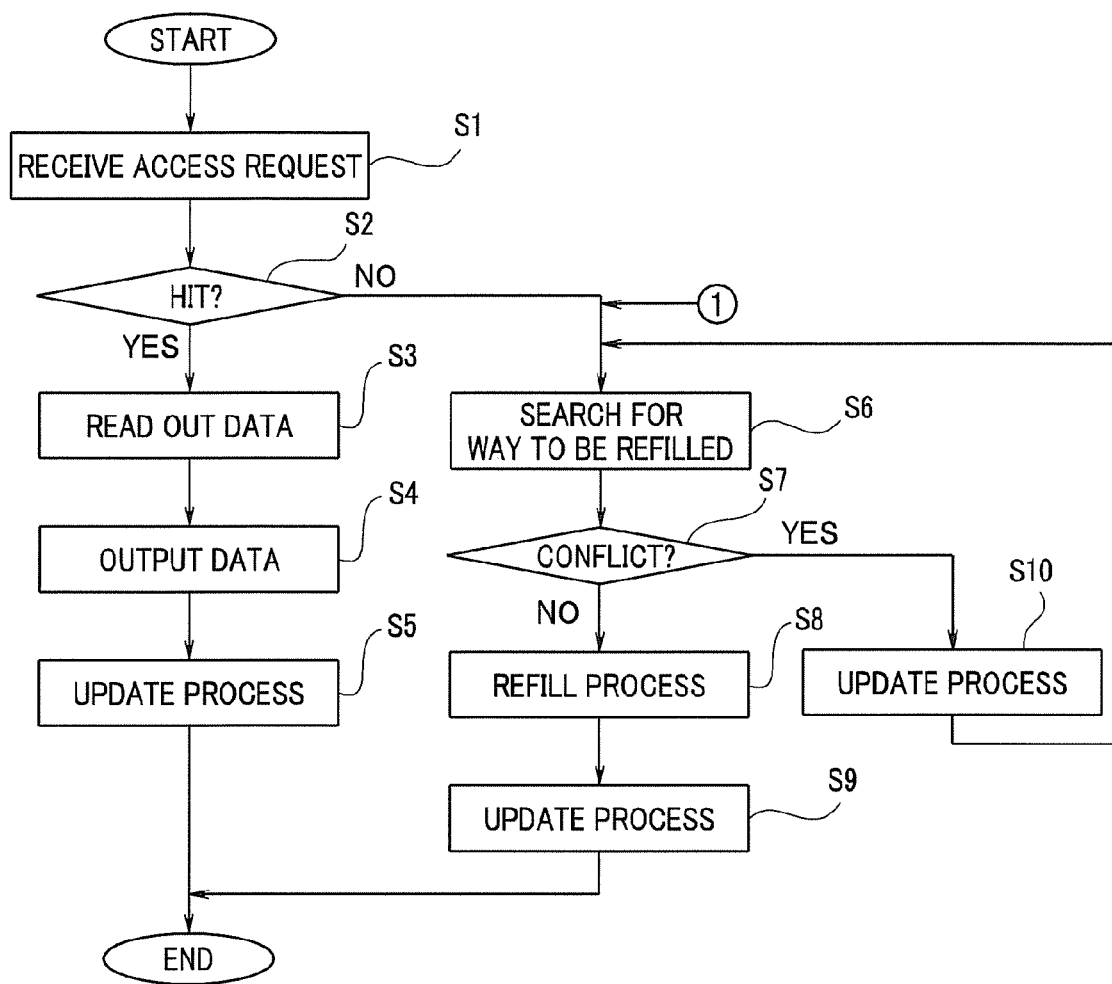 START
S1
RECEIVE ACCESS REQUEST
S2
HIT?
NO
1
YES
S3
READ OUT DATA
S6
SEARCH FOR
WAY TO BE REFILLED
S4
OUTPUT DATA
S7
CONFLICT?
YES
NO
S5
UPDATE PROCESS
S8
REFILL PROCESS
S10
UPDATE PROCESS
S9
UPDATE PROCESS
END